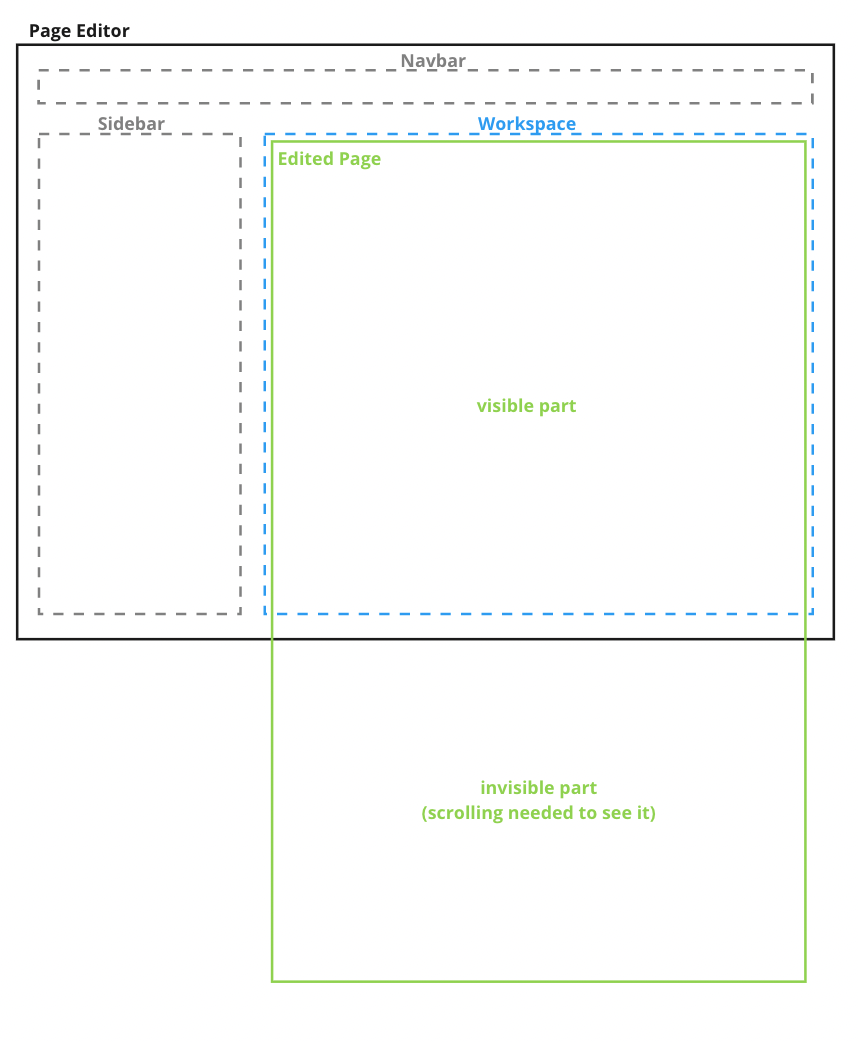 Page Editor
Navbar
Sidebar
Workspace
Edited Page
visible part
invisible part
(scrolling needed to see it)